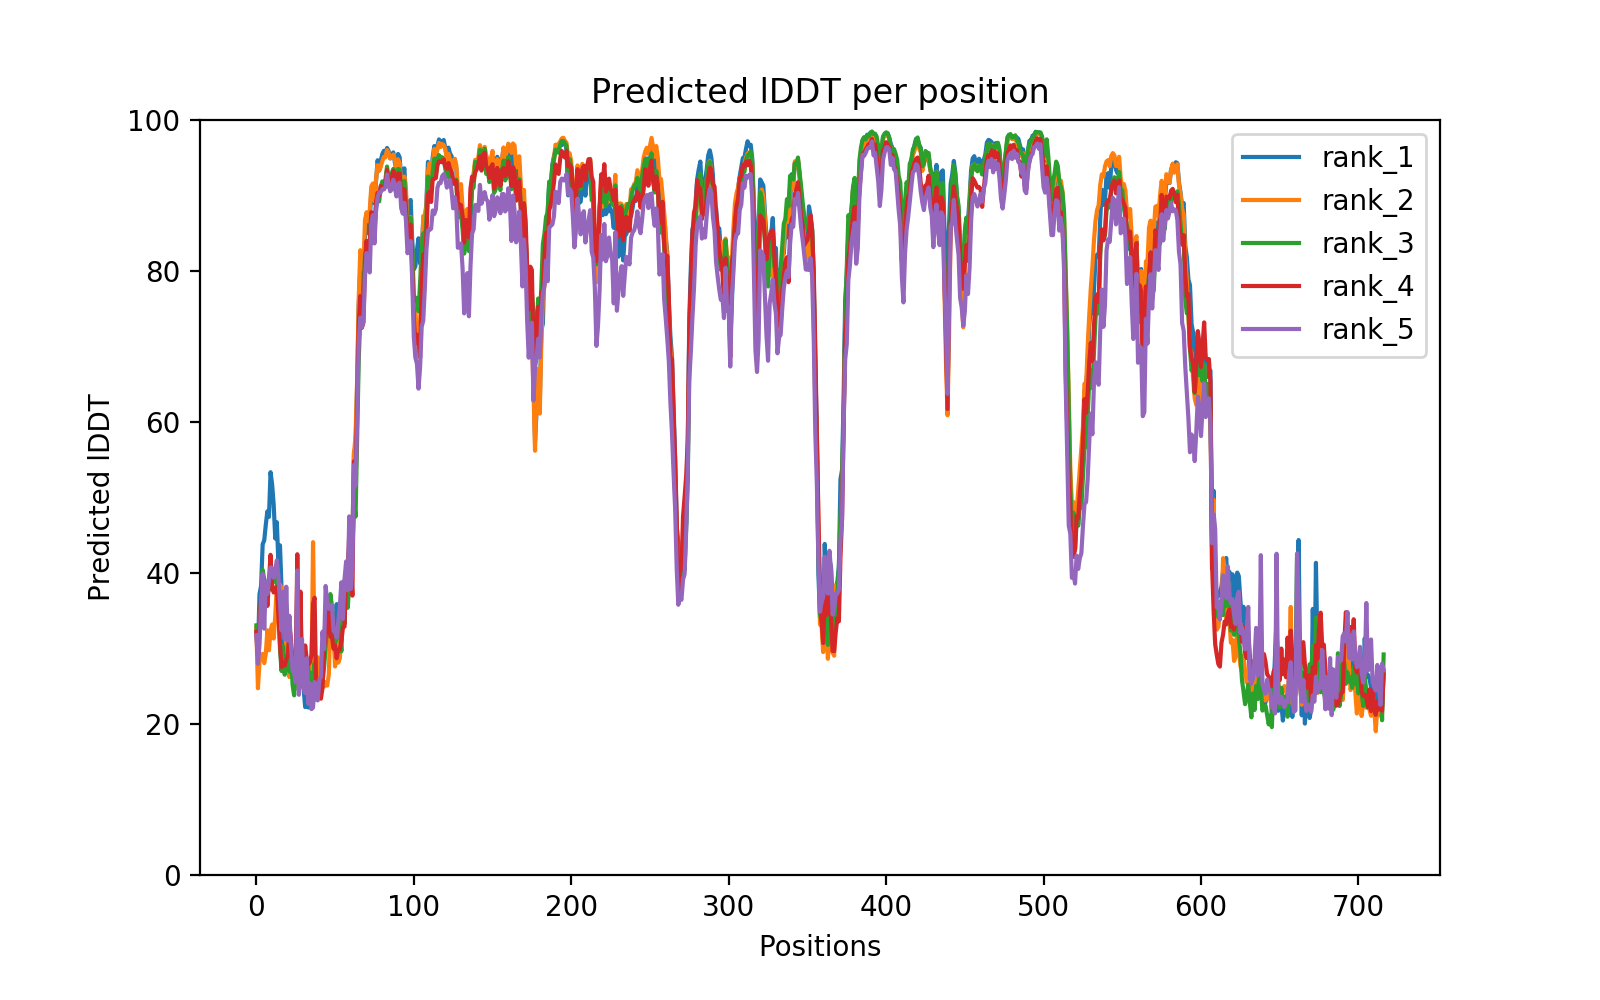 Predicted lDDT per position
100
80
60
40
20
0
Predicted lDDT
0 100 200 300 400 500 600 700
Positions
rank_1
rank_2
rank_3
rank_4
rank_5